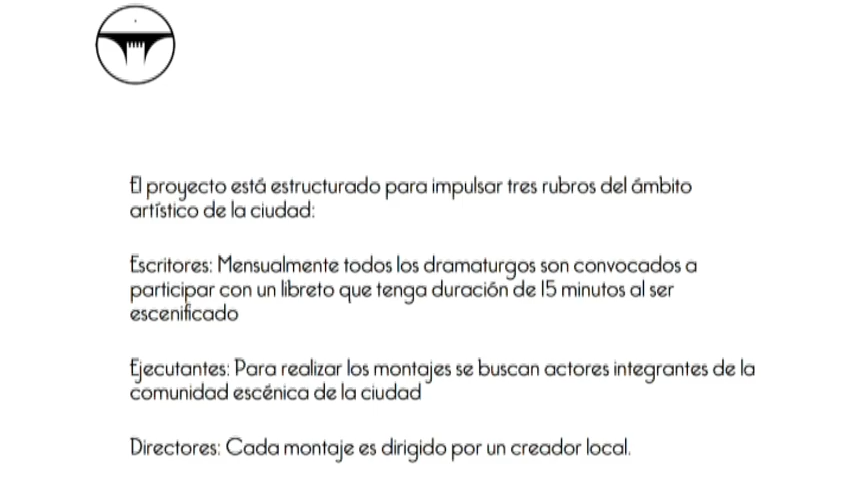 El proyecto está estructurado para impulsar tres rubros del ámbito
artístico de la ciudad:
Escritores: Mensualmente todos los dramaturgos son convocados a
participar con un libreto que tenga duración de 15 minutos al ser
escenificado
Ejecutantes: Para realizar los montajes se buscan actores integrantes de la
comunidad escénica de la ciudad
Directores: Cada montaje es dirigido por un creador local.